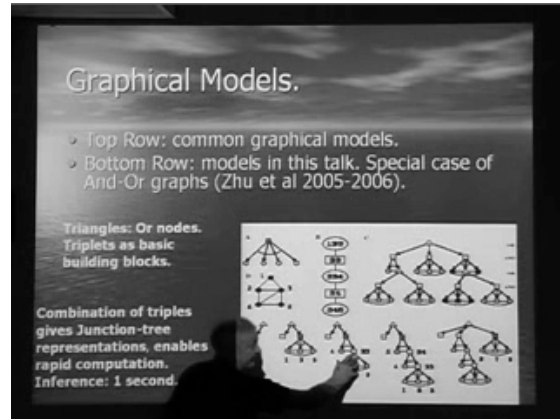 Graphical Models.
Top Row: common graphical models.
Bottom Row: models in this talk. Special case of
And-Or graphs (Zhu et al 2005-2006).
Triangles: Or nodes.
Triplets as basic
building blocks.
Combination of triples
gives Junction-tree
representations, enables
rapid computation.
Inference: 1 second.